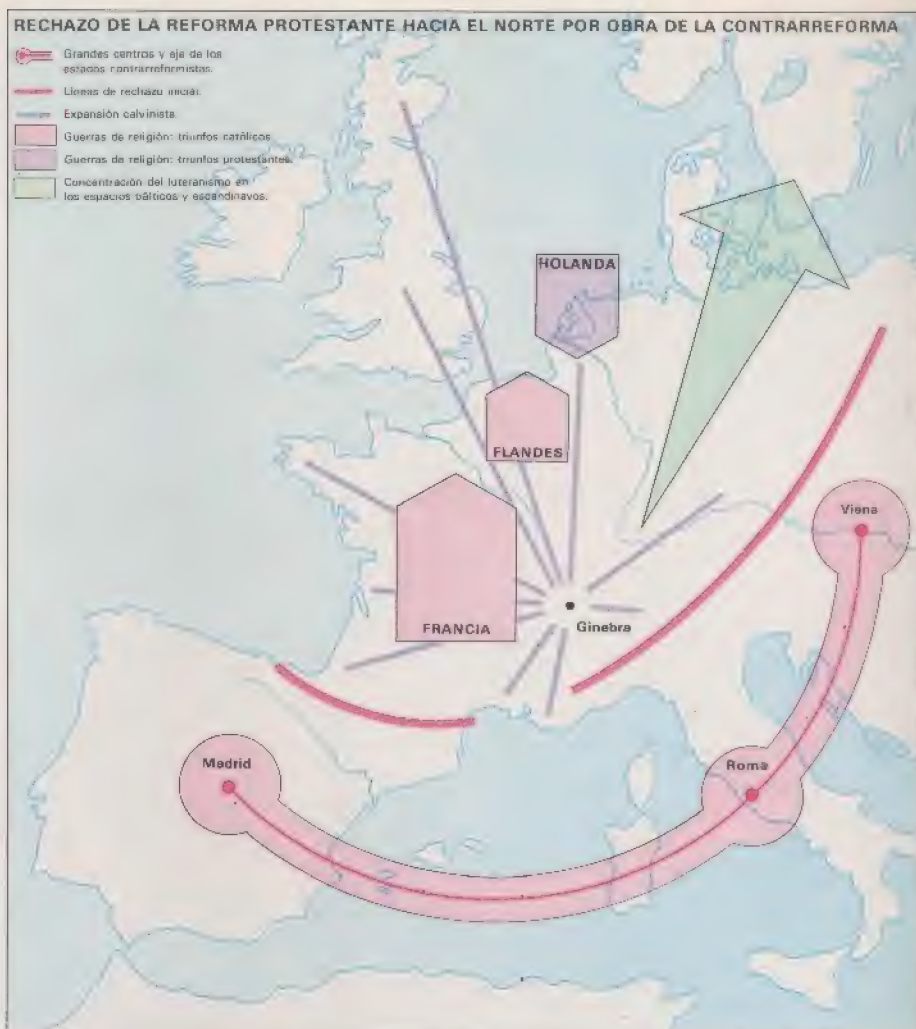 RECHAZO DE LA REFORMA PROTESTANTE HACIA EL NORTE POR OBRA DE LA CONTRARREFORMA
Grandes centros y eje de los
estados contrarreformistas.
Líneas de rechazo inicial.
Expansión calvinista.
Guerras de religión: triunfos católicos.
Guerras de religión: triunfos protestantes.
Concentración del luteranismo en
los espacios bálticos y escandinavos.
HOLANDA
FLANDES
Viena
FRANCIA
Ginebra
Madrid
Roma